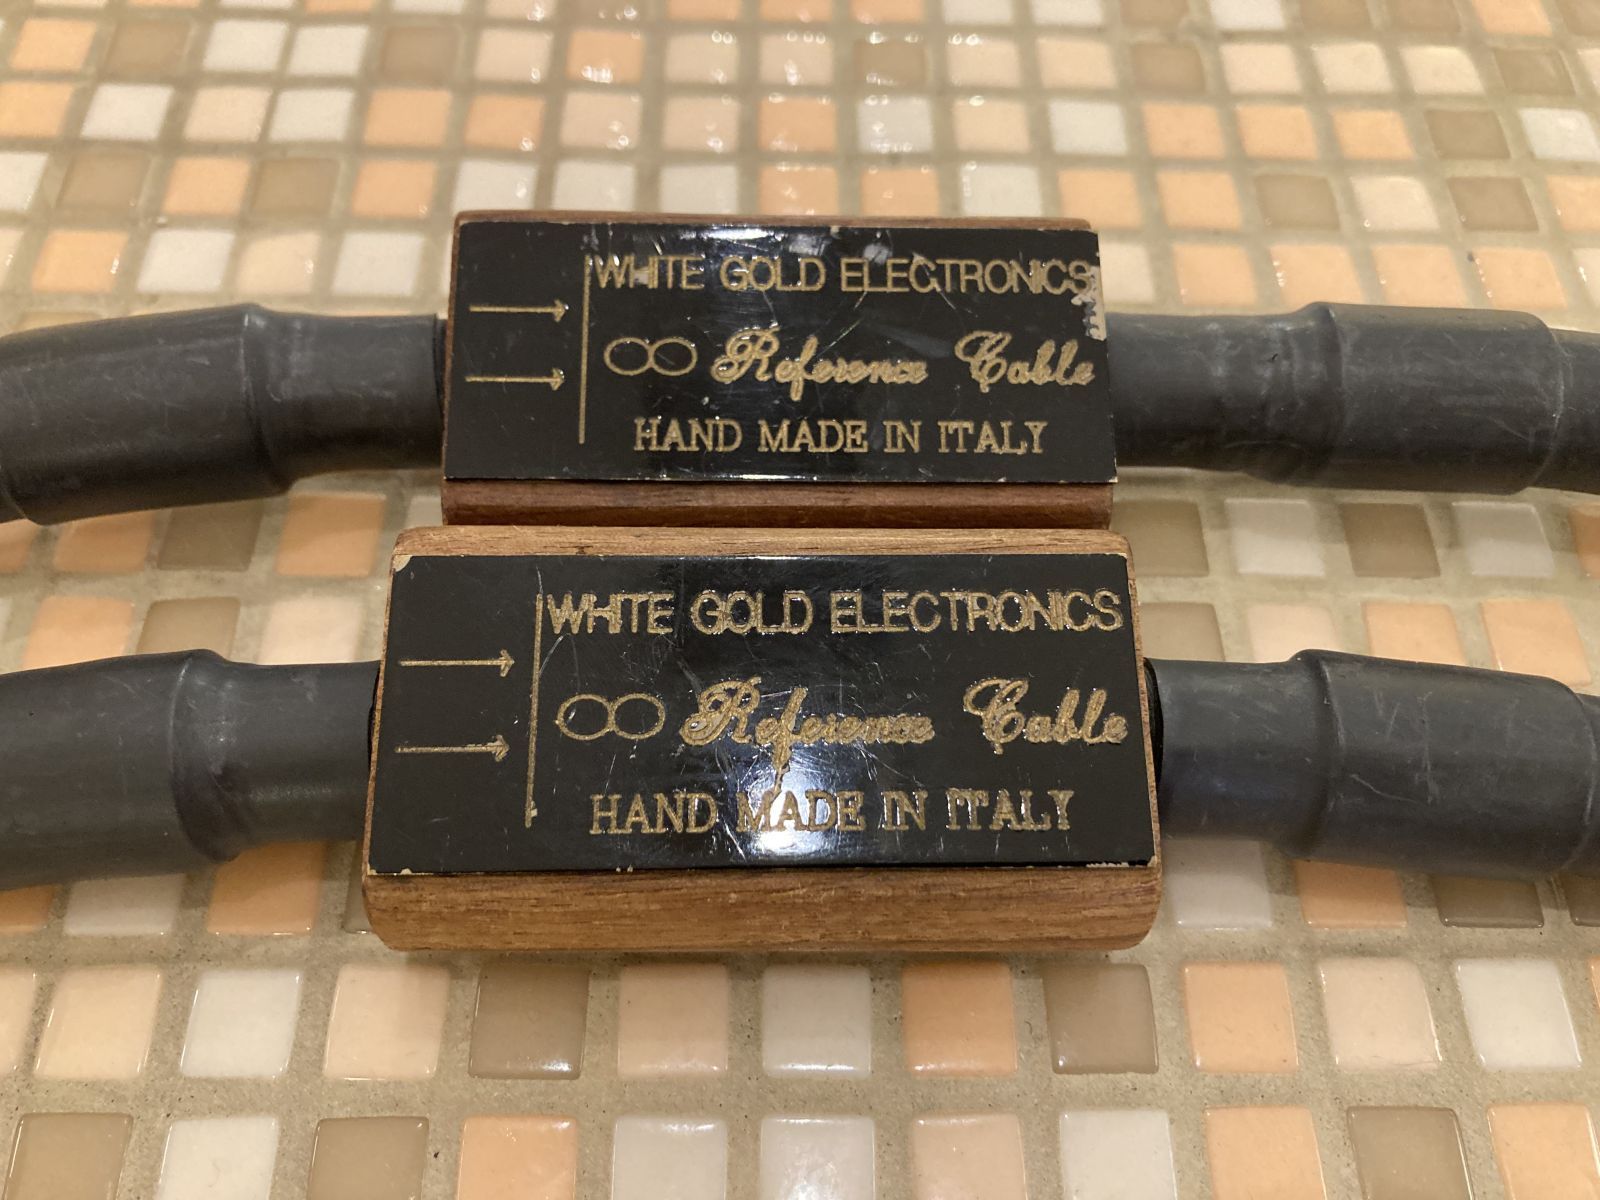 WHITE GOLD ELECTRONICS
∞ Reference Cable
HAND MADE IN ITALY
WHITE GOLD ELECTRONICS
∞ Reference Cable
HAND MADE IN ITALY